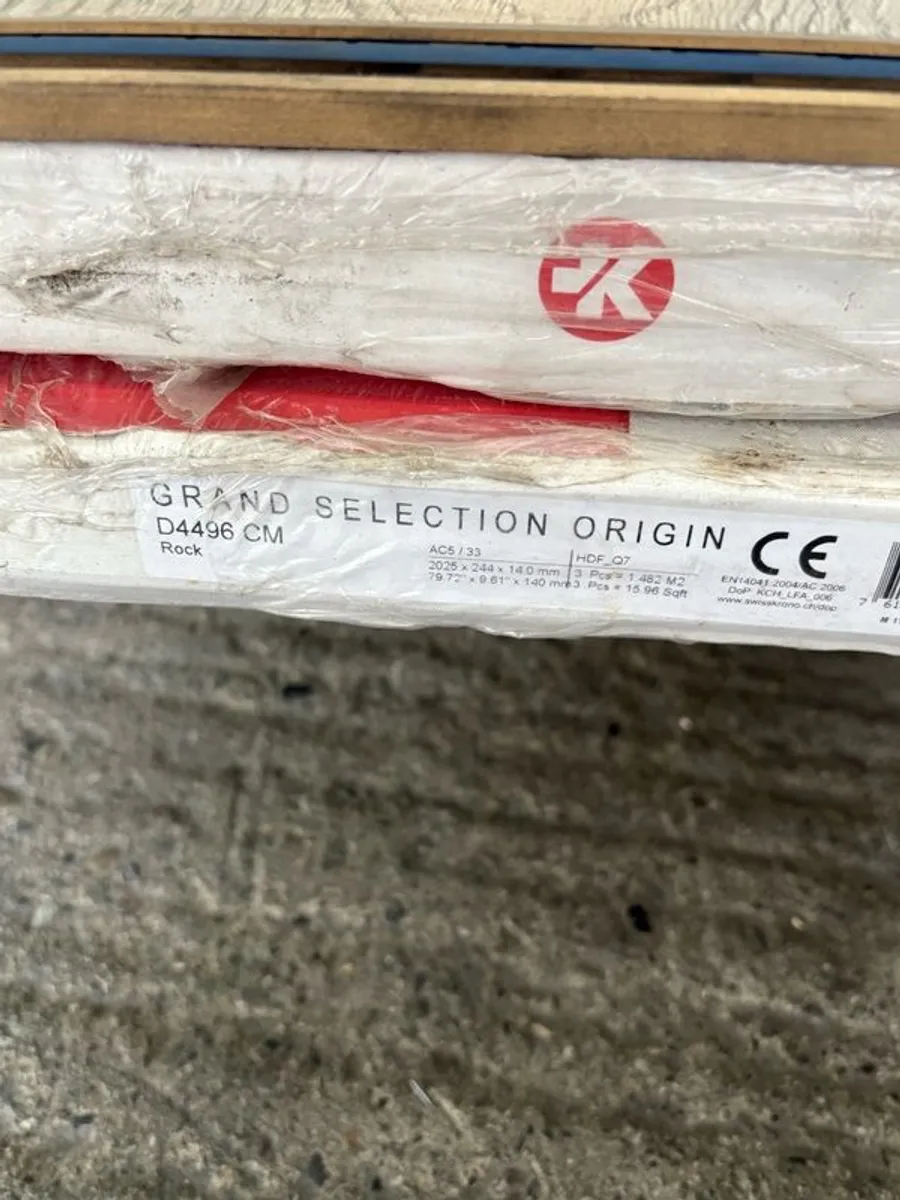 K
GRAND SELECTION ORIGIN
D4496 CM
Rock
AC5 / 33
HDF_Q7
2025 x 244 x 14.0 mm
3 Pcs = 1.482 M2
79.72" x 9.61" x 140 mm
3 Pcs = 15.96 Sqft
CE
EN14041:2004/AC:2006
DoP KCH_LFA_006
www.swisskrono.ch/dop
7 61